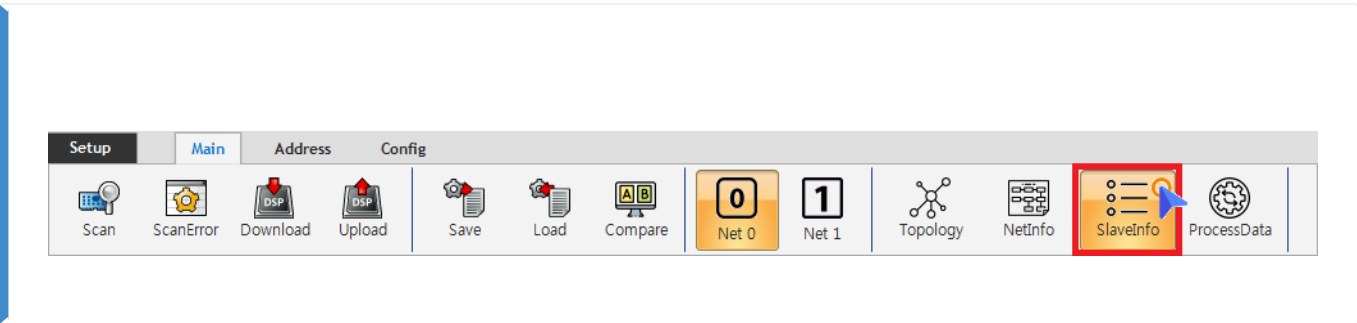 Setup Main Address Config
DSP DSP A B 0 1
Scan ScanError Download Upload Save Load Compare Net 0 Net 1 Topology NetInfo SlaveInfo ProcessData